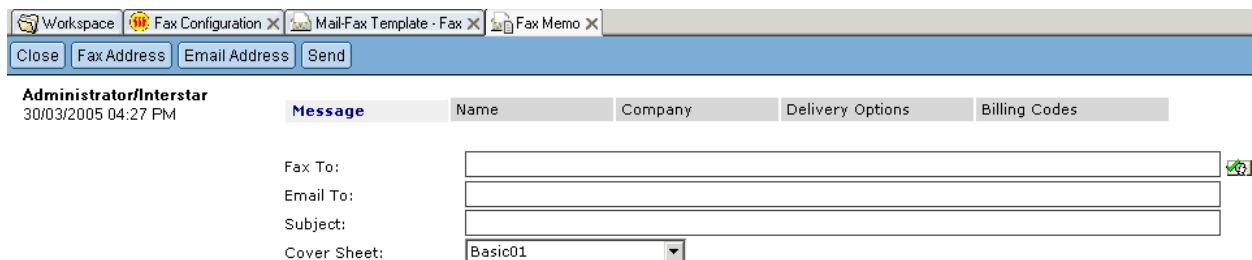 Workspace Fax Configuration Mail-Fax Template - Fax Fax Memo
Close Fax Address Email Address Send
Administrator/Interstar
30/03/2005 04:27 PM
Message Name Company Delivery Options Billing Codes
Fax To:
Email To:
Subject:
Cover Sheet: Basic01